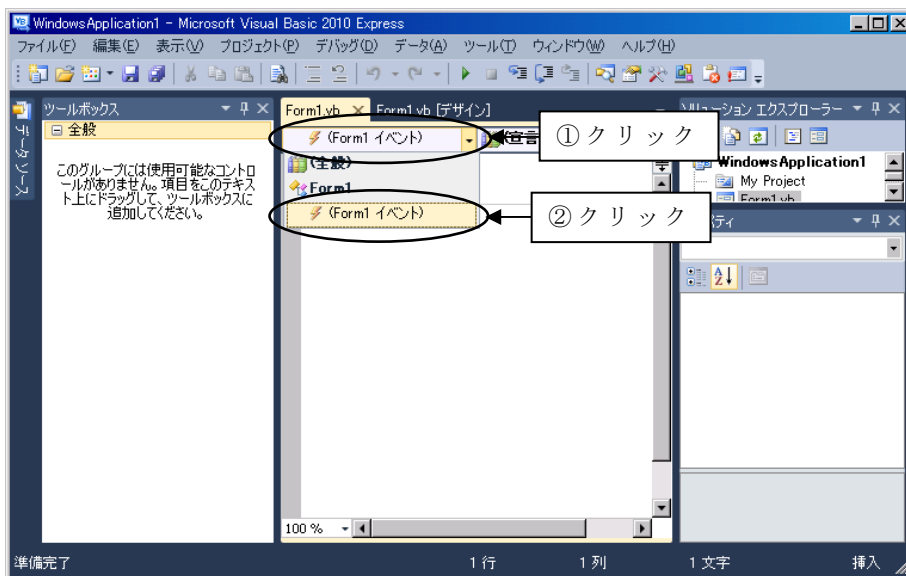 WindowsApplication1 - Microsoft Visual Basic 2010 Express
ファイル(F) 編集(E) 表示(V) プロジェクト(P) デバッグ(D) データ(A) ツール(T) ウィンドウ(W) ヘルプ(H)
データソース
ツールボックス
全般
このグループには使用可能なコントロ
ールがありません。項目をこのテキス
ト上にドラッグして、ツールボックスに
追加してください。
Form1.vb Form1.vb [デザイン]
(Form1 イベント) (宣言
(全般)
Form1
(Form1 イベント)
①クリック
②クリック
100 %
ソリューション エクスプローラー
WindowsApplication1
My Project
Form1.vb
パティ
準備完了 1 行 1 列 1 文字 挿入